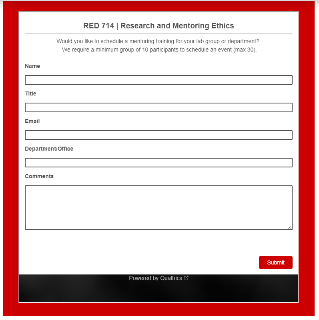 RED 714 | Research and Mentoring Ethics
Would you like to schedule a mentoring training for your lab group or department?
We require a minimum group of 10 participants to schedule an event (max 30).
Name
Title
Email
Department/Office
Comments
Submit
Powered by Qualtrics